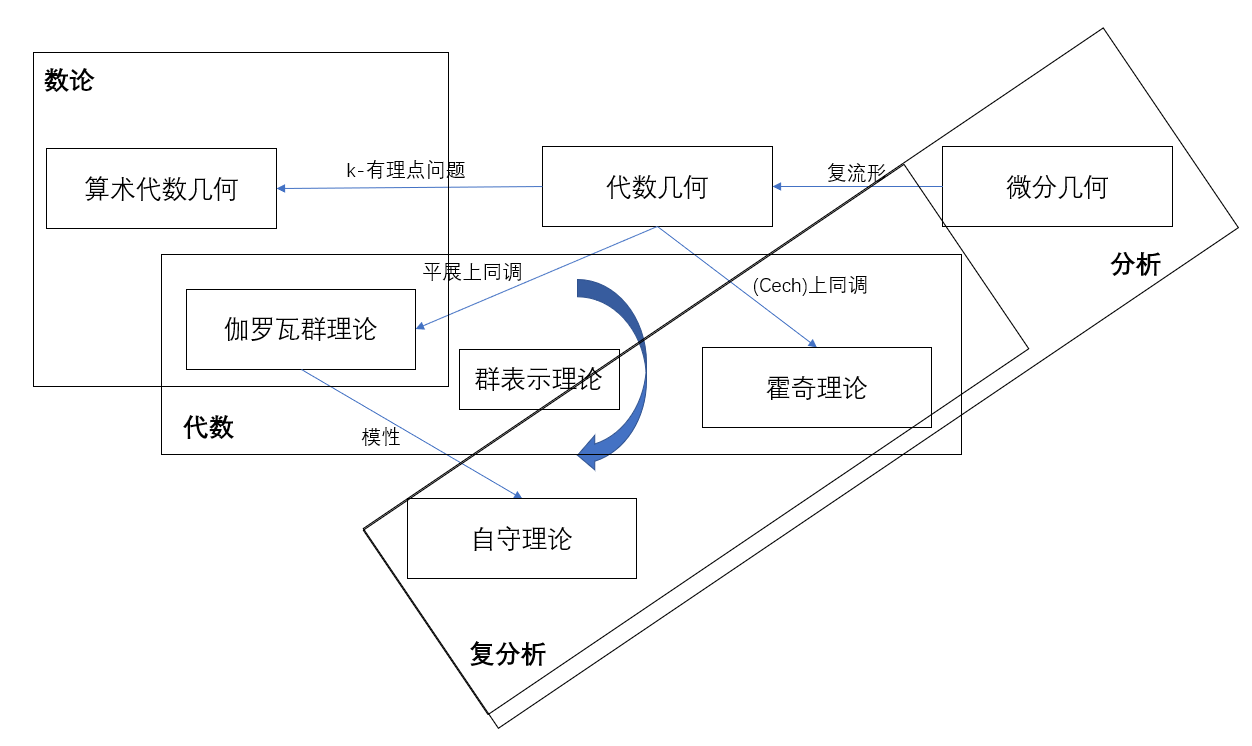 数论
k-有理点问题
复流形
算术代数几何
代数几何
微分几何
分析
平展上同调
(Cech)上同调
伽罗瓦群理论
群表示理论
霍奇理论
代数
模性
自守理论
复分析